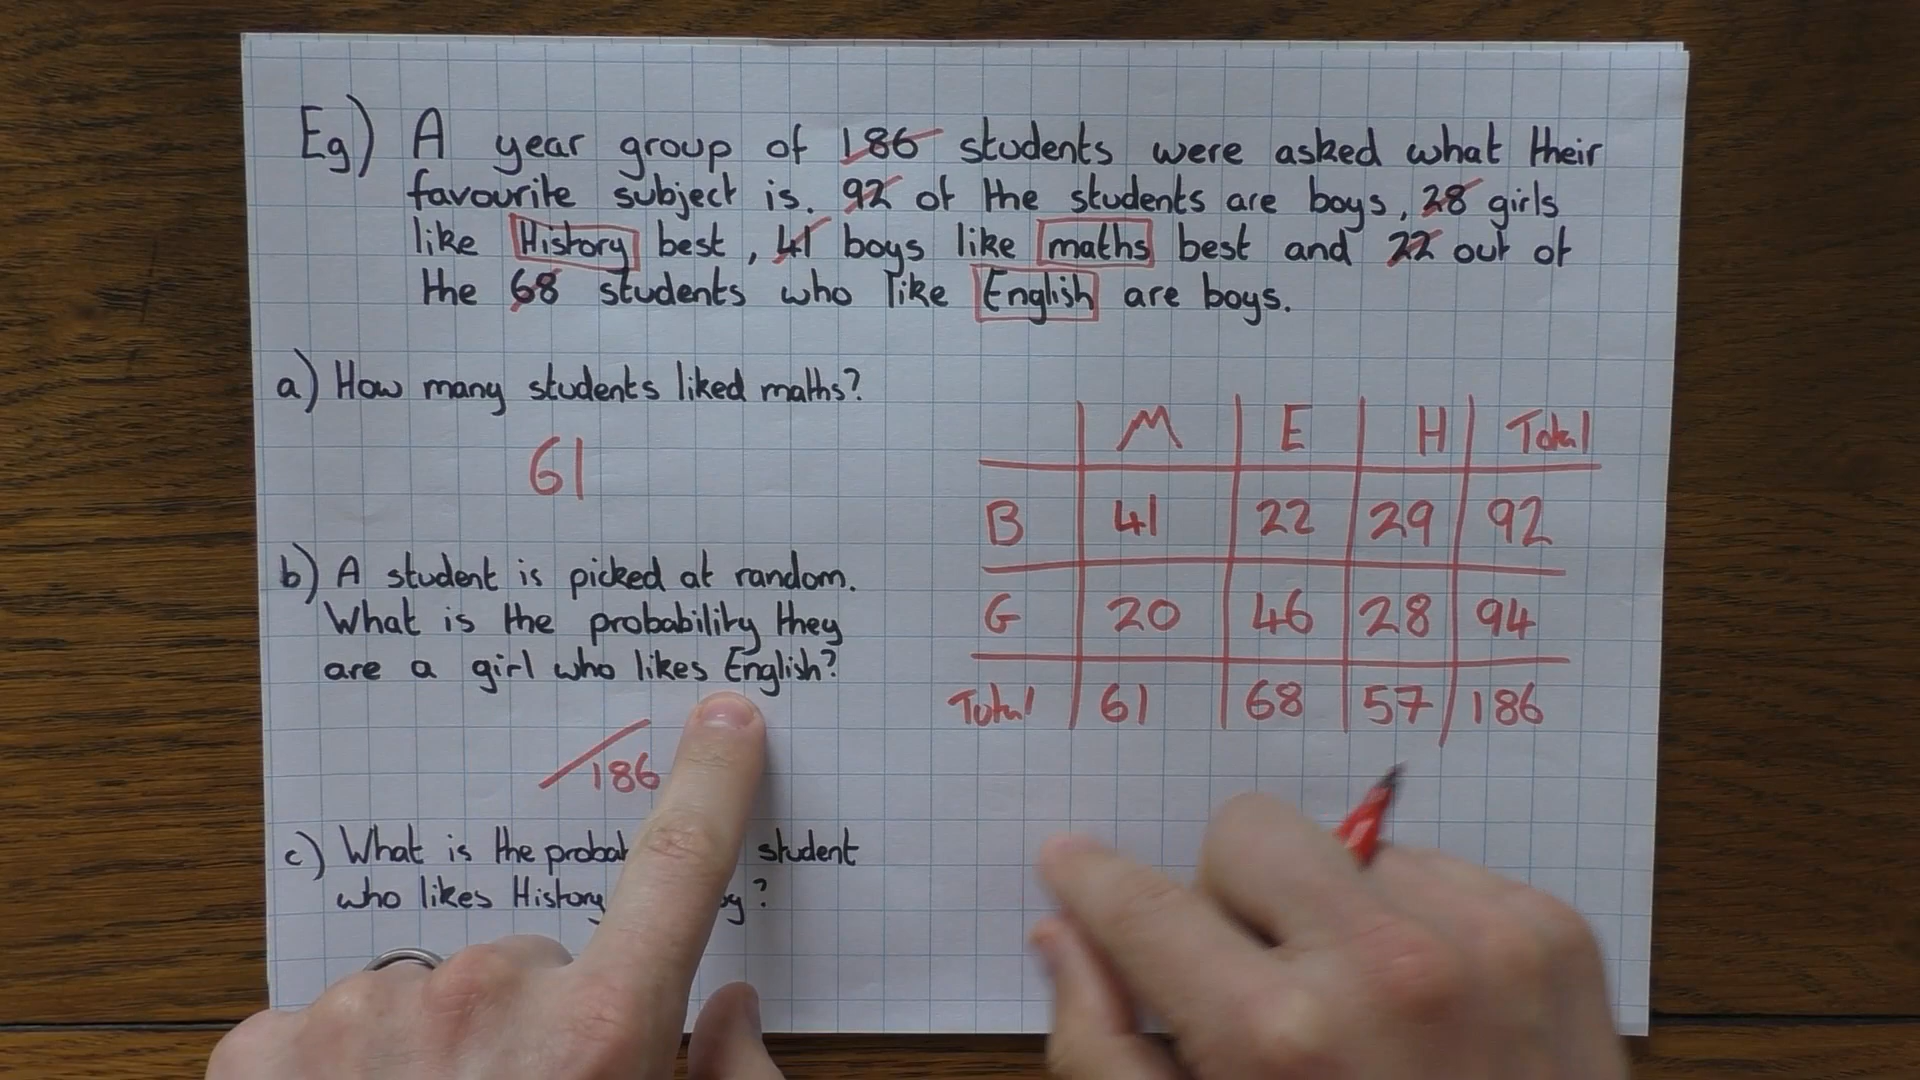 Eg) A year group of 186 students were asked what their
favourite subject is. 92 of the students are boys, 28 girls
like History best, 41 boys like maths best and 22 out of
the 68 students who like English are boys.
a) How many students liked maths?
61
b) A student is picked at random.
What is the probability they
are a girl who likes English?
/186
c) What is the student
who likes History ?
M E H Total
B 41 22 29 92
G 20 46 28 94
Total 61 68 57 186